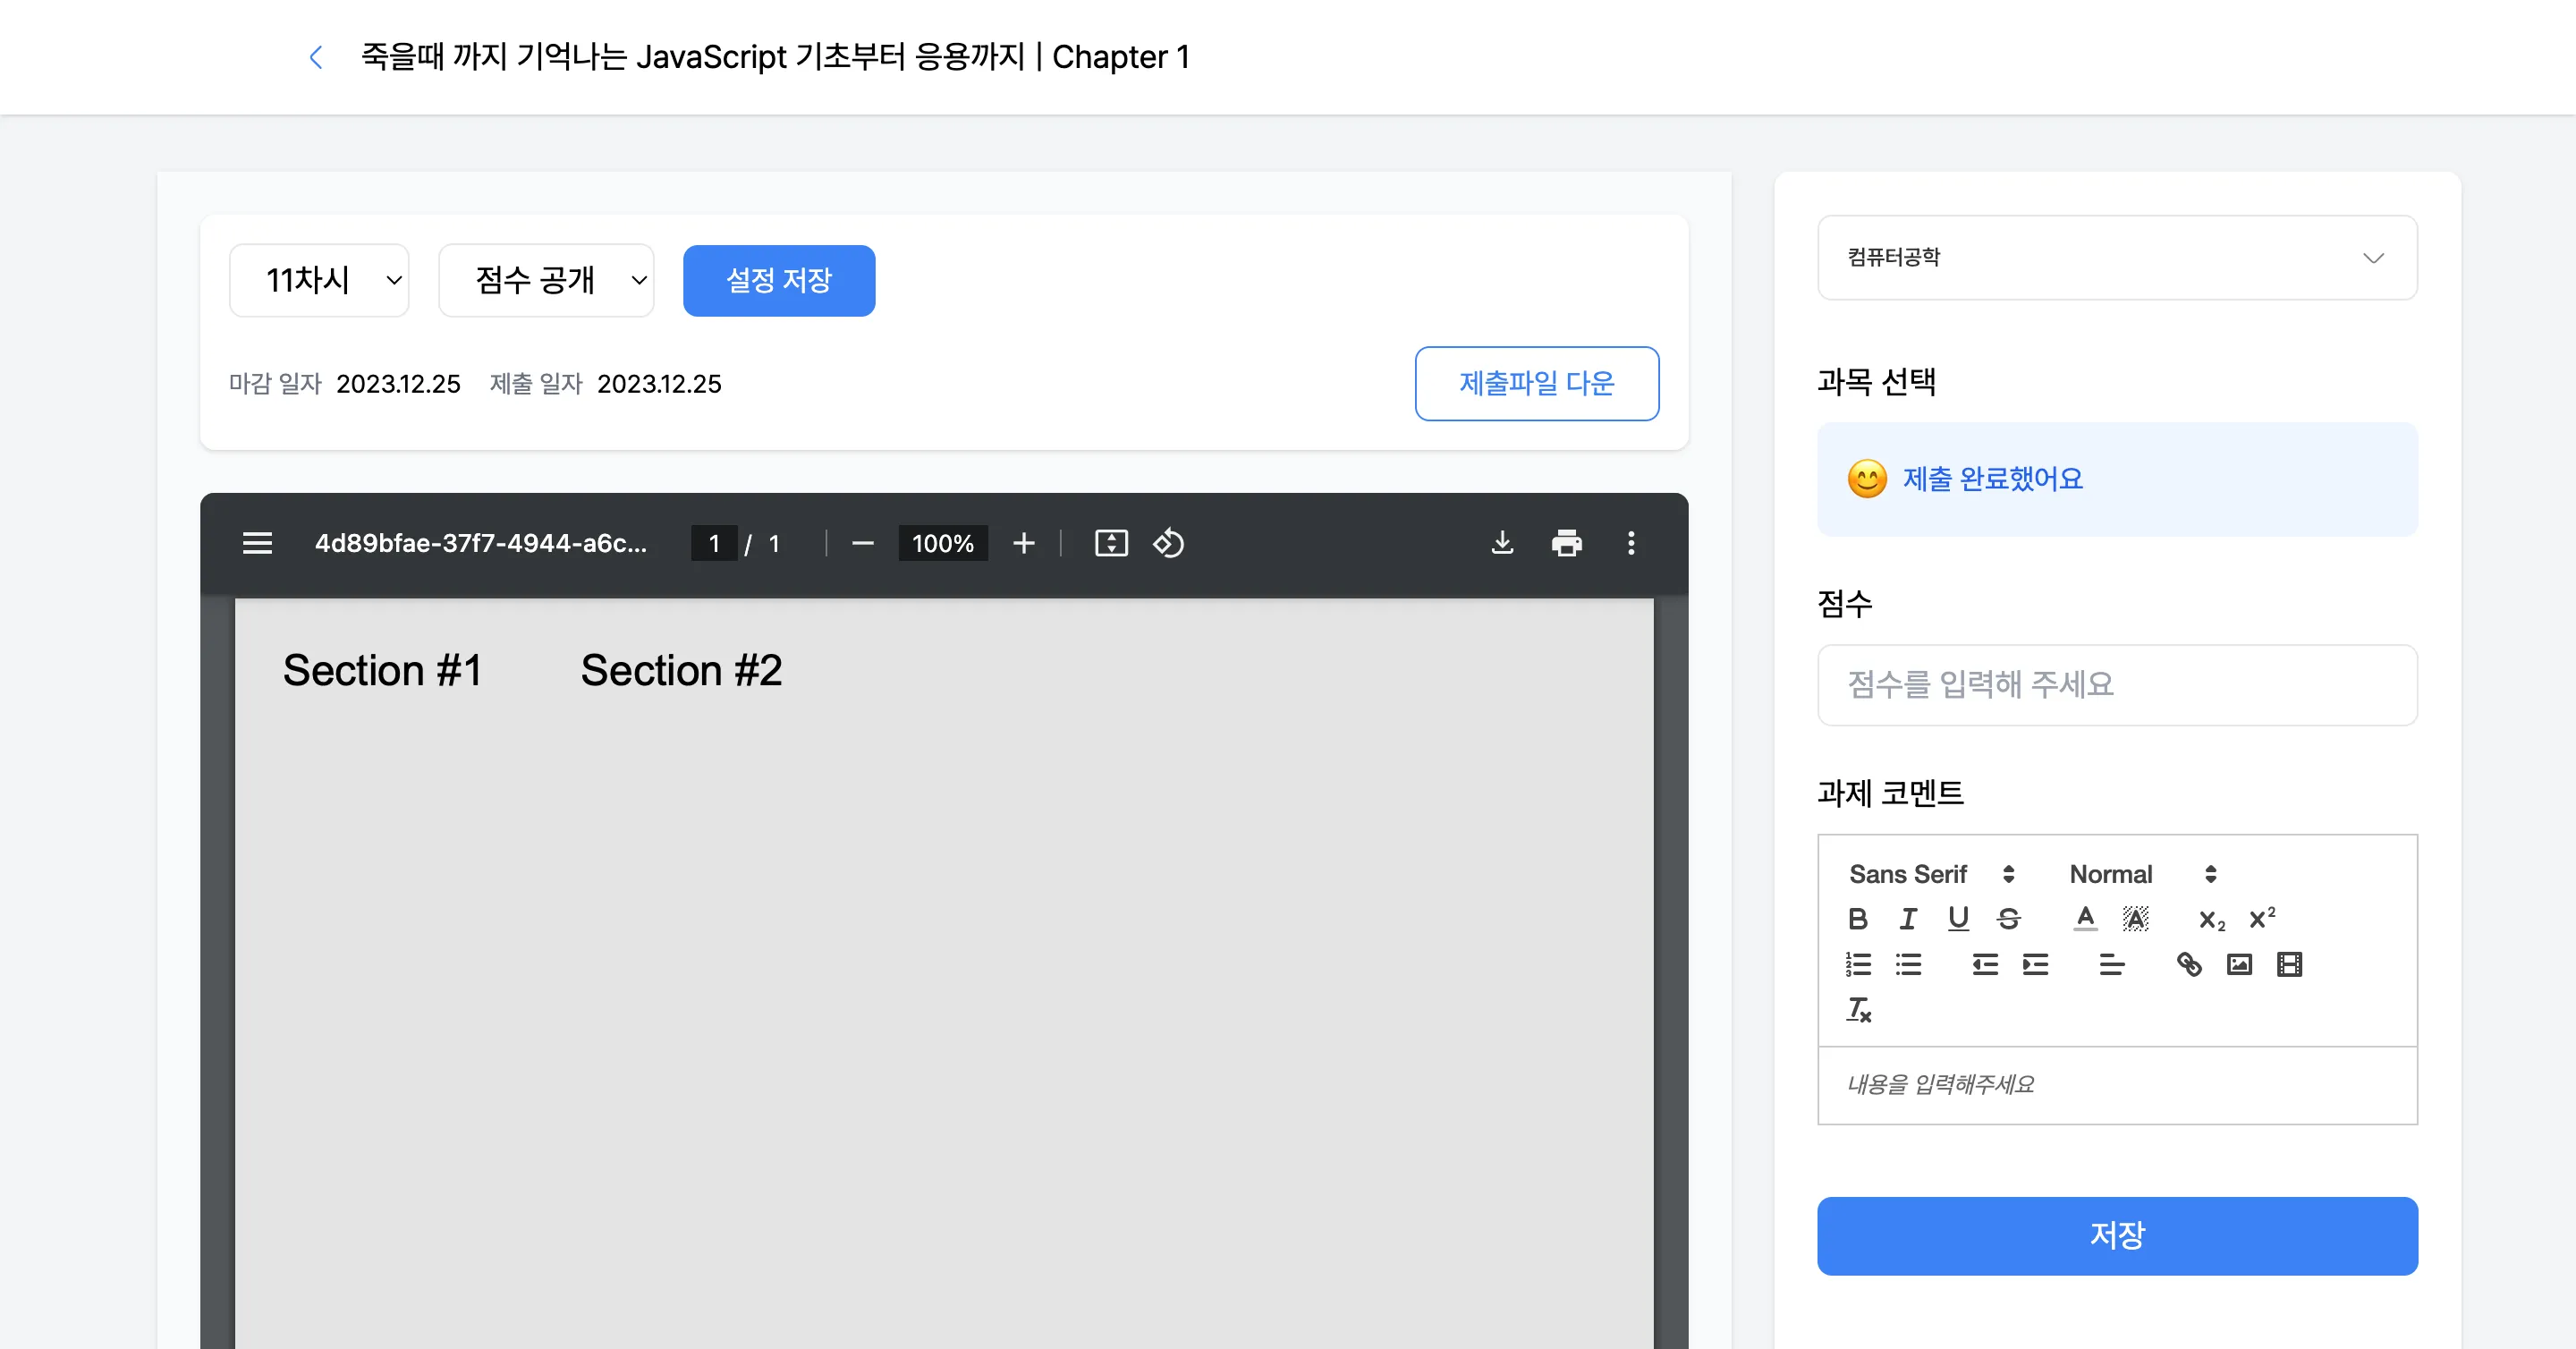 죽을때 까지 기억나는 JavaScript 기초부터 응용까지 | Chapter 1
11차시
점수 공개
설정 저장
마감 일자 2023.12.25 제출 일자 2023.12.25
제출파일 다운
4d89bfae-37f7-4944-a6c...
1 / 1
100%
Section #1 Section #2
컴퓨터공학
과목 선택
😊 제출 완료했어요
점수
점수를 입력해 주세요
과제 코멘트
Sans Serif Normal
내용을 입력해주세요
저장